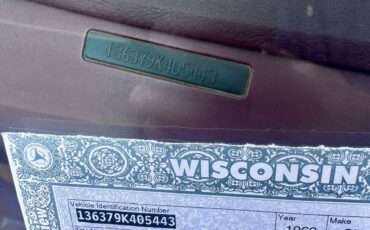 136379K405443
WISCONSIN
Vehicle Identification Number
136379K405443
Year
Make